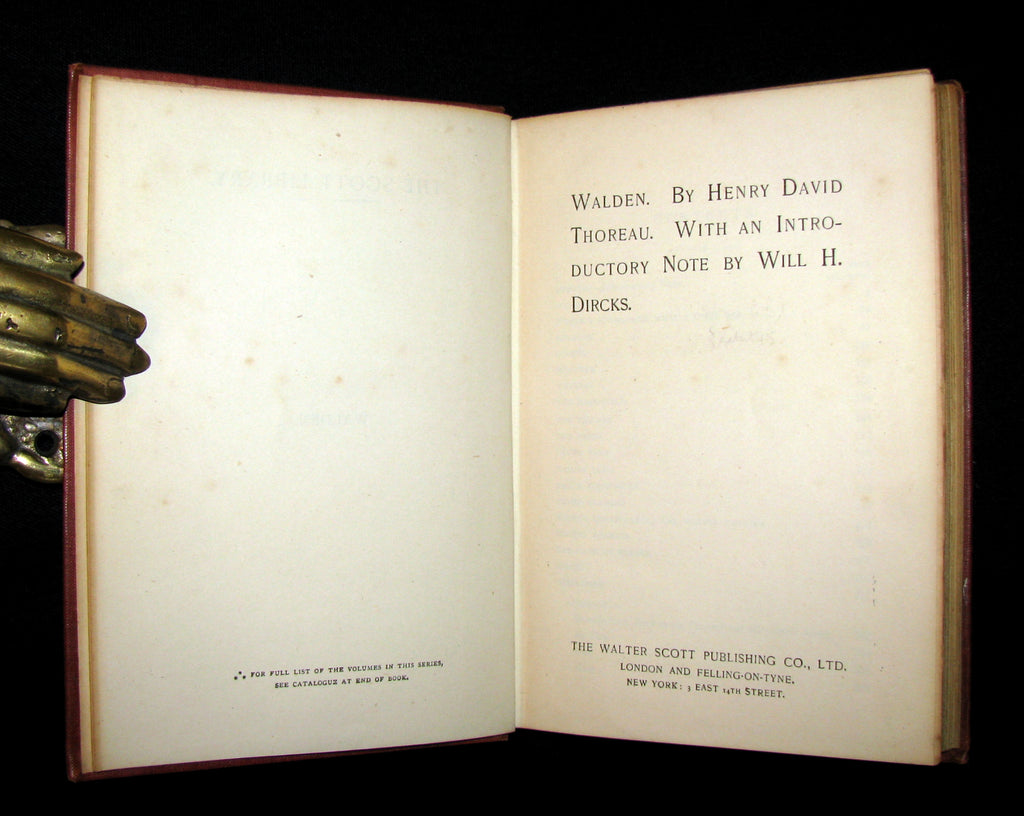 ∴ FOR FULL LIST OF THE VOLUMES IN THIS SERIES,
SEE CATALOGUE AT END OF BOOK.
WALDEN. BY HENRY DAVID
THOREAU. WITH AN INTRO-
DUCTORY NOTE BY WILL H.
DIRCKS.
THE WALTER SCOTT PUBLISHING CO., LTD.
LONDON AND FELLING-ON-TYNE.
NEW YORK: 3 EAST 14TH STREET.